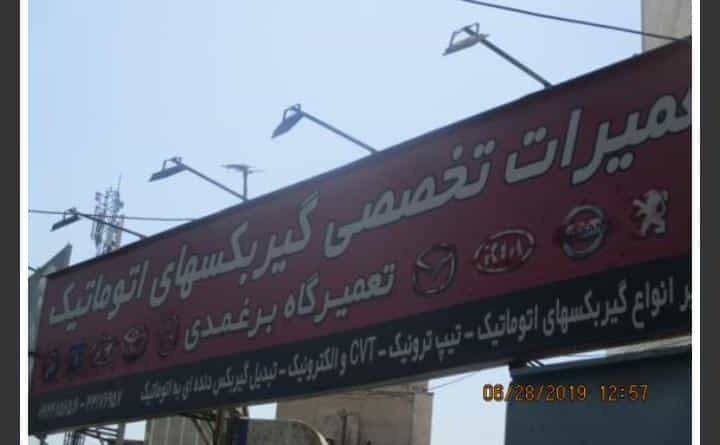 تعمیرات تخصصی گیربکسهای اتوماتیک
تعمیرگاه برغمدی
KIA
انواع گیربکسهای اتوماتیک - تیپ ترونیک - CVT و الکترونیک - تبدیل گیربکس دنده ای به اتوماتیک
06/28/2019 12:57